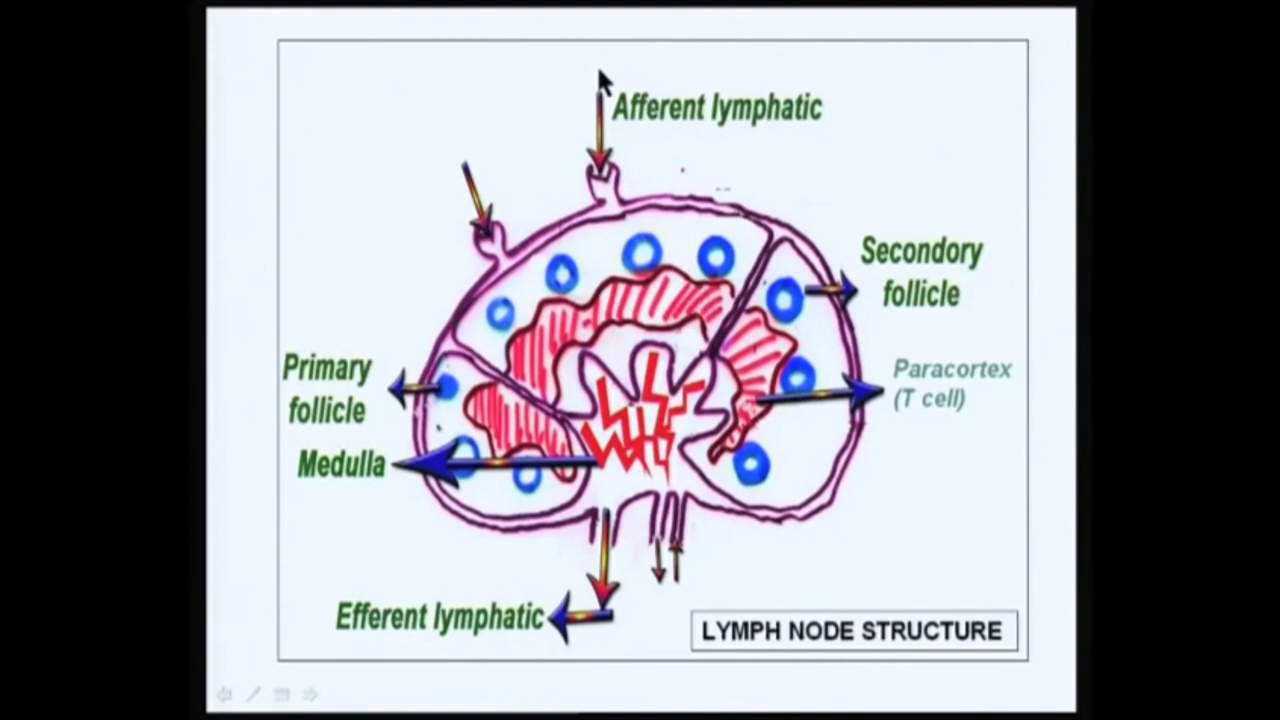 Afferent lymphatic
Secondory
follicle
Primary
follicle
Paracortex
(T cell)
Medulla
Efferent lymphatic
LYMPH NODE STRUCTURE